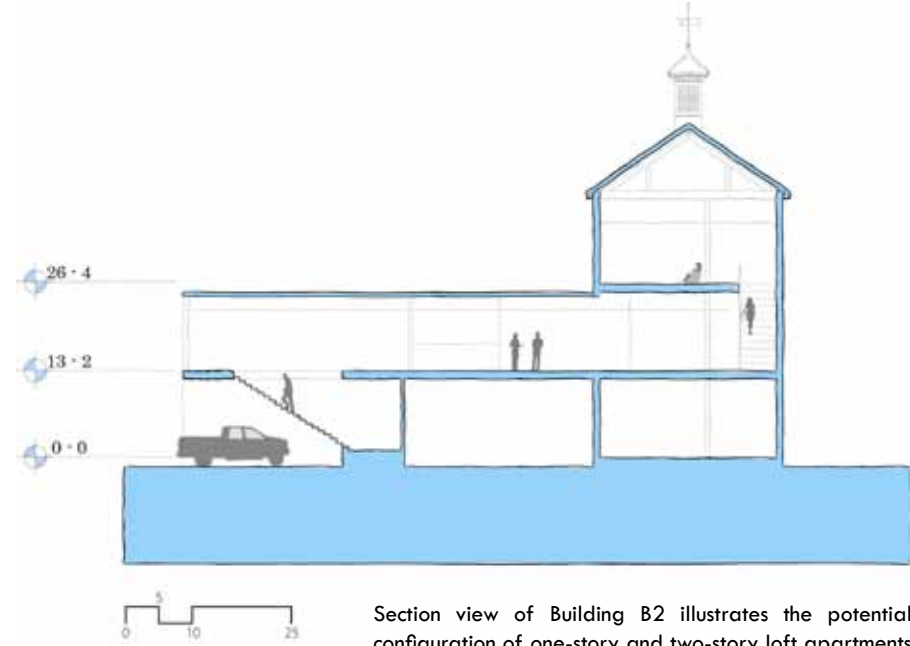 26 · 4
13 · 2
0 · 0
5
0 10 25
Section view of Building B2 illustrates the potential
configuration of one-story and two-story loft apartments